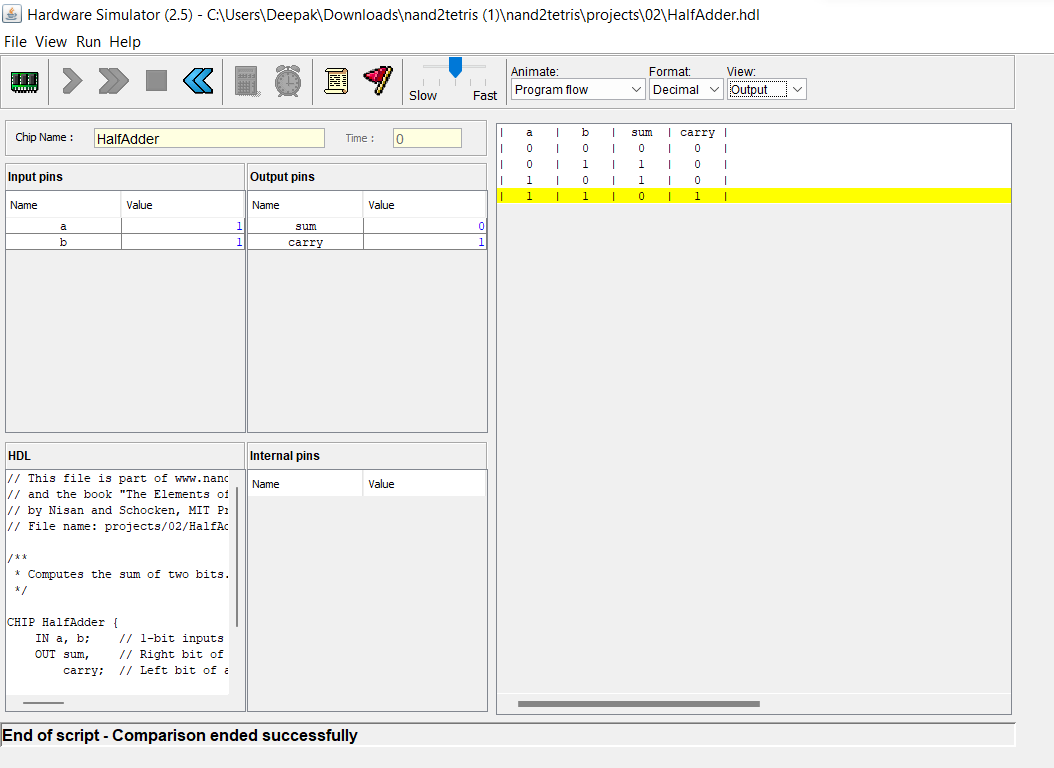 Hardware Simulator (2.5) - C:\Users\Deepak\Downloads\nand2tetris (1)\nand2tetris\projects\02\HalfAdder.hdl
File View Run Help
Slow Fast
Animate: Format: View:
Program flow Decimal Output
Chip Name : HalfAdder Time : 0
Input pins
Name Value
a 1
b 1
Output pins
Name Value
sum 0
carry 1
| a | b | sum | carry |
| 0 | 0 | 0 | 0 |
| 0 | 1 | 1 | 0 |
| 1 | 0 | 1 | 0 |
| 1 | 1 | 0 | 1 |
HDL
// This file is part of www.nand
// and the book "The Elements of
// by Nisan and Schocken, MIT Pr
// File name: projects/02/HalfAd
/**
* Computes the sum of two bits.
*/
CHIP HalfAdder {
IN a, b; // 1-bit inputs
OUT sum, // Right bit of
carry; // Left bit of a
Internal pins
Name Value
End of script - Comparison ended successfully